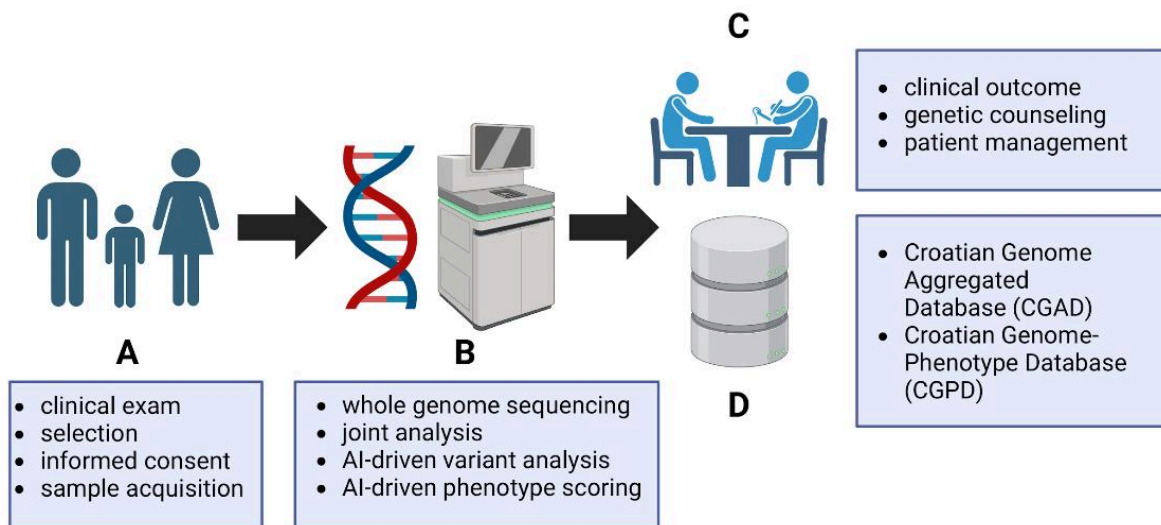 A
• clinical exam
• selection
• informed consent
• sample acquisition
B
• whole genome sequencing
• joint analysis
• AI-driven variant analysis
• AI-driven phenotype scoring
C
• clinical outcome
• genetic counseling
• patient management
D
• Croatian Genome
Aggregated
Database (CGAD)
• Croatian Genome-
Phenotype Database
(CGPD)